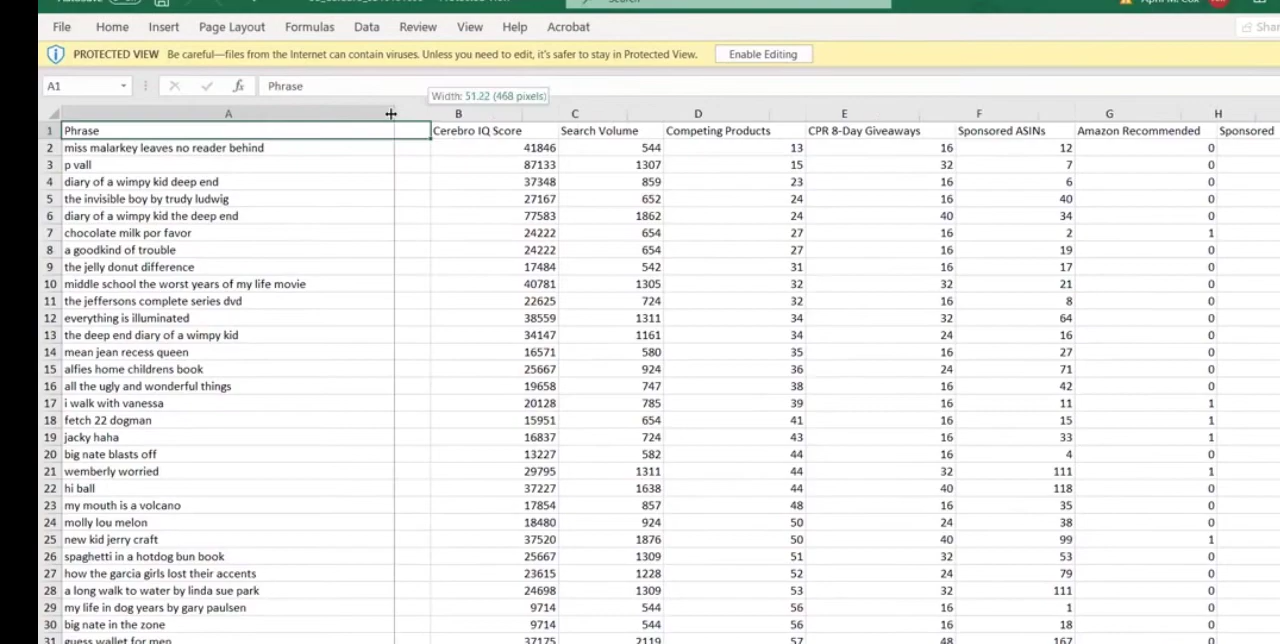 File Home Insert Page Layout Formulas Data Review View Help Acrobat
PROTECTED VIEW Be careful—files from the Internet can contain viruses. Unless you need to edit, it's safer to stay in Protected View. Enable Editing
A1 fx Phrase
Width: 51.22 (468 pixels)
A B C D E F G H
1 Phrase Cerebro IQ Score Search Volume Competing Products CPR 8-Day Giveaways Sponsored ASINs Amazon Recommended Sponsored
2 miss malarkey leaves no reader behind 41846 544 13 16 12 0
3 p vall 87133 1307 15 32 7 0
4 diary of a wimpy kid deep end 37348 859 23 16 6 0
5 the invisible boy by trudy ludwig 27167 652 24 16 40 0
6 diary of a wimpy kid the deep end 77583 1862 24 40 34 0
7 chocolate milk por favor 24222 654 27 16 2 1
8 a goodkind of trouble 24222 654 27 16 19 0
9 the jelly donut difference 17484 542 31 16 17 0
10 middle school the worst years of my life movie 40781 1305 32 32 21 0
11 the jeffersons complete series dvd 22625 724 32 16 8 0
12 everything is illuminated 38559 1311 34 32 64 0
13 the deep end diary of a wimpy kid 34147 1161 34 24 16 0
14 mean jean recess queen 16571 580 35 16 27 0
15 alfies home childrens book 25667 924 36 24 71 0
16 all the ugly and wonderful things 19658 747 38 16 42 0
17 i walk with vanessa 20128 785 39 16 11 1
18 fetch 22 dogman 15951 654 41 16 15 1
19 jacky haha 16837 724 43 16 33 1
20 big nate blasts off 13227 582 44 16 4 0
21 wemberly worried 29795 1311 44 32 111 1
22 hi ball 37227 1638 44 40 118 0
23 my mouth is a volcano 17854 857 48 16 35 0
24 molly lou melon 18480 924 50 24 38 0
25 new kid jerry craft 37520 1876 50 40 99 1
26 spaghetti in a hotdog bun book 25667 1309 51 32 53 0
27 how the garcia girls lost their accents 23615 1228 52 24 79 0
28 a long walk to water by linda sue park 24698 1309 53 32 111 0
29 my life in dog years by gary paulsen 9714 544 56 16 1 0
30 big nate in the zone 9714 544 56 16 18 0
31 guess wallet for men 37175 2119 57 48 167 0